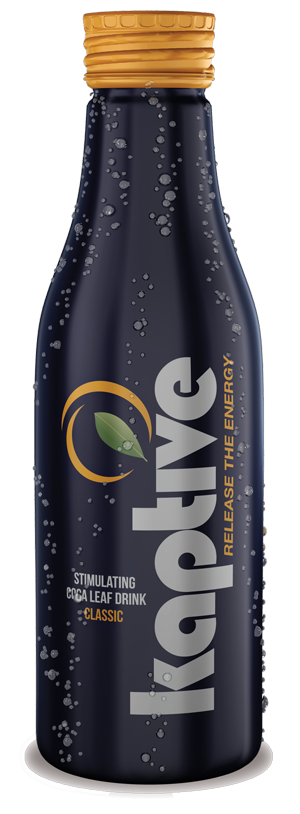 kaptive
RELEASE THE ENERGY
STIMULATING
COCA LEAF DRINK
CLASSIC